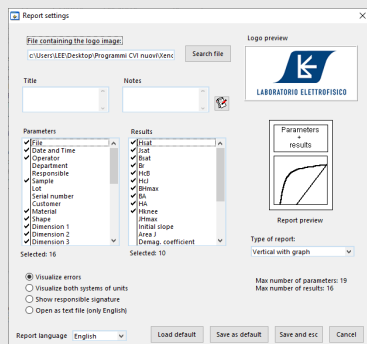 Report settings
File containing the logo image:
c:\Users\LEE\Desktop\Programmi CVI nuovi\Xeno
Search file
Logo preview
LABORATORIO ELETTROFISICO
Title
Notes
Parameters
File
Date and Time
Operator
Department
Responsible
Sample
Lot
Serial number
Customer
Material
Shape
Dimension 1
Dimension 2
Dimension 3
Selected: 16
Results
Hsat
Jsat
Bsat
Br
HcB
HcJ
BHmax
BA
HA
Hknee
JHmax
Initial slope
Area J
Demag. coefficient
Selected: 10
Parameters
+
results
Report preview
Type of report:
Vertical with graph
Max number of parameters: 19
Max number of results: 16
Visualize errors
Visualize both systems of units
Show responsible signature
Open as text file (only English)
Report language
English
Load default
Save as default
Save and esc
Cancel